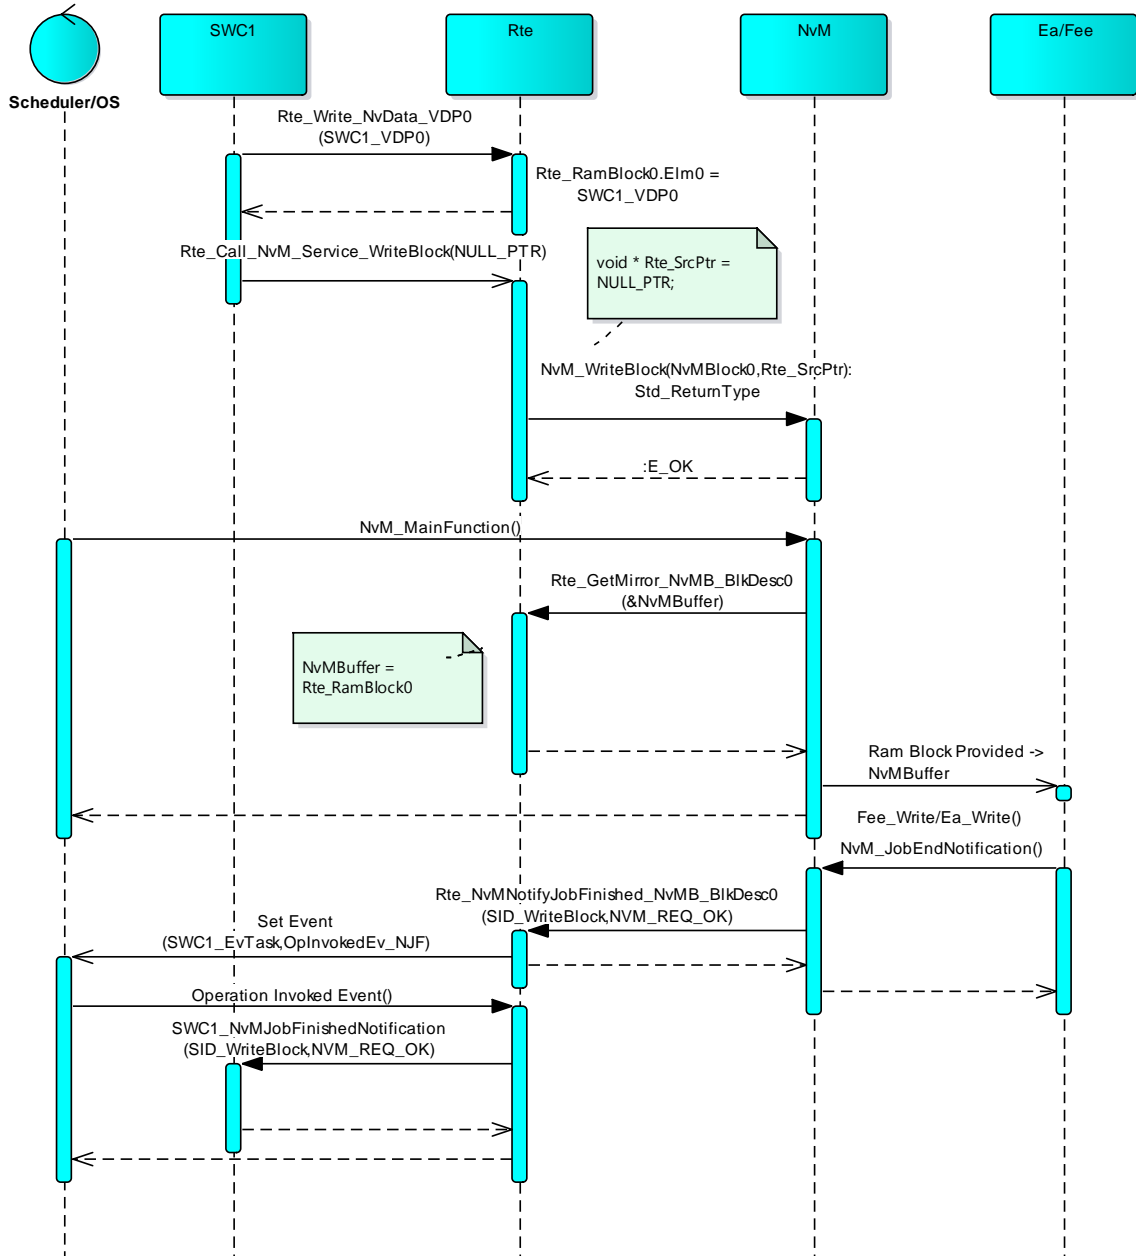 SWC1
Rte
NvM
Ea/Fee
Scheduler/OS
Rte_Write_NvData_VDP0
(SWC1_VDP0)
Rte_RamBlock0.Elm0 =
SWC1_VDP0
Rte_Call_NvM_Service_WriteBlock(NULL_PTR)
void * Rte_SrcPtr =
NULL_PTR;
NvM_WriteBlock(NvMBlock0,Rte_SrcPtr):
Std_ReturnType
:E_OK
NvM_MainFunction()
Rte_GetMirror_NvMB_BlkDesc0
(&NvMBuffer)
NvMBuffer =
Rte_RamBlock0
Ram Block Provided ->
NvMBuffer
Fee_Write/Ea_Write()
NvM_JobEndNotification()
Rte_NvMNotifyJobFinished_NvMB_BlkDesc0
(SID_WriteBlock,NVM_REQ_OK)
Set Event
(SWC1_EvTask,OpInvokedEv_NJF)
Operation Invoked Event()
SWC1_NvMJobFinishedNotification
(SID_WriteBlock,NVM_REQ_OK)